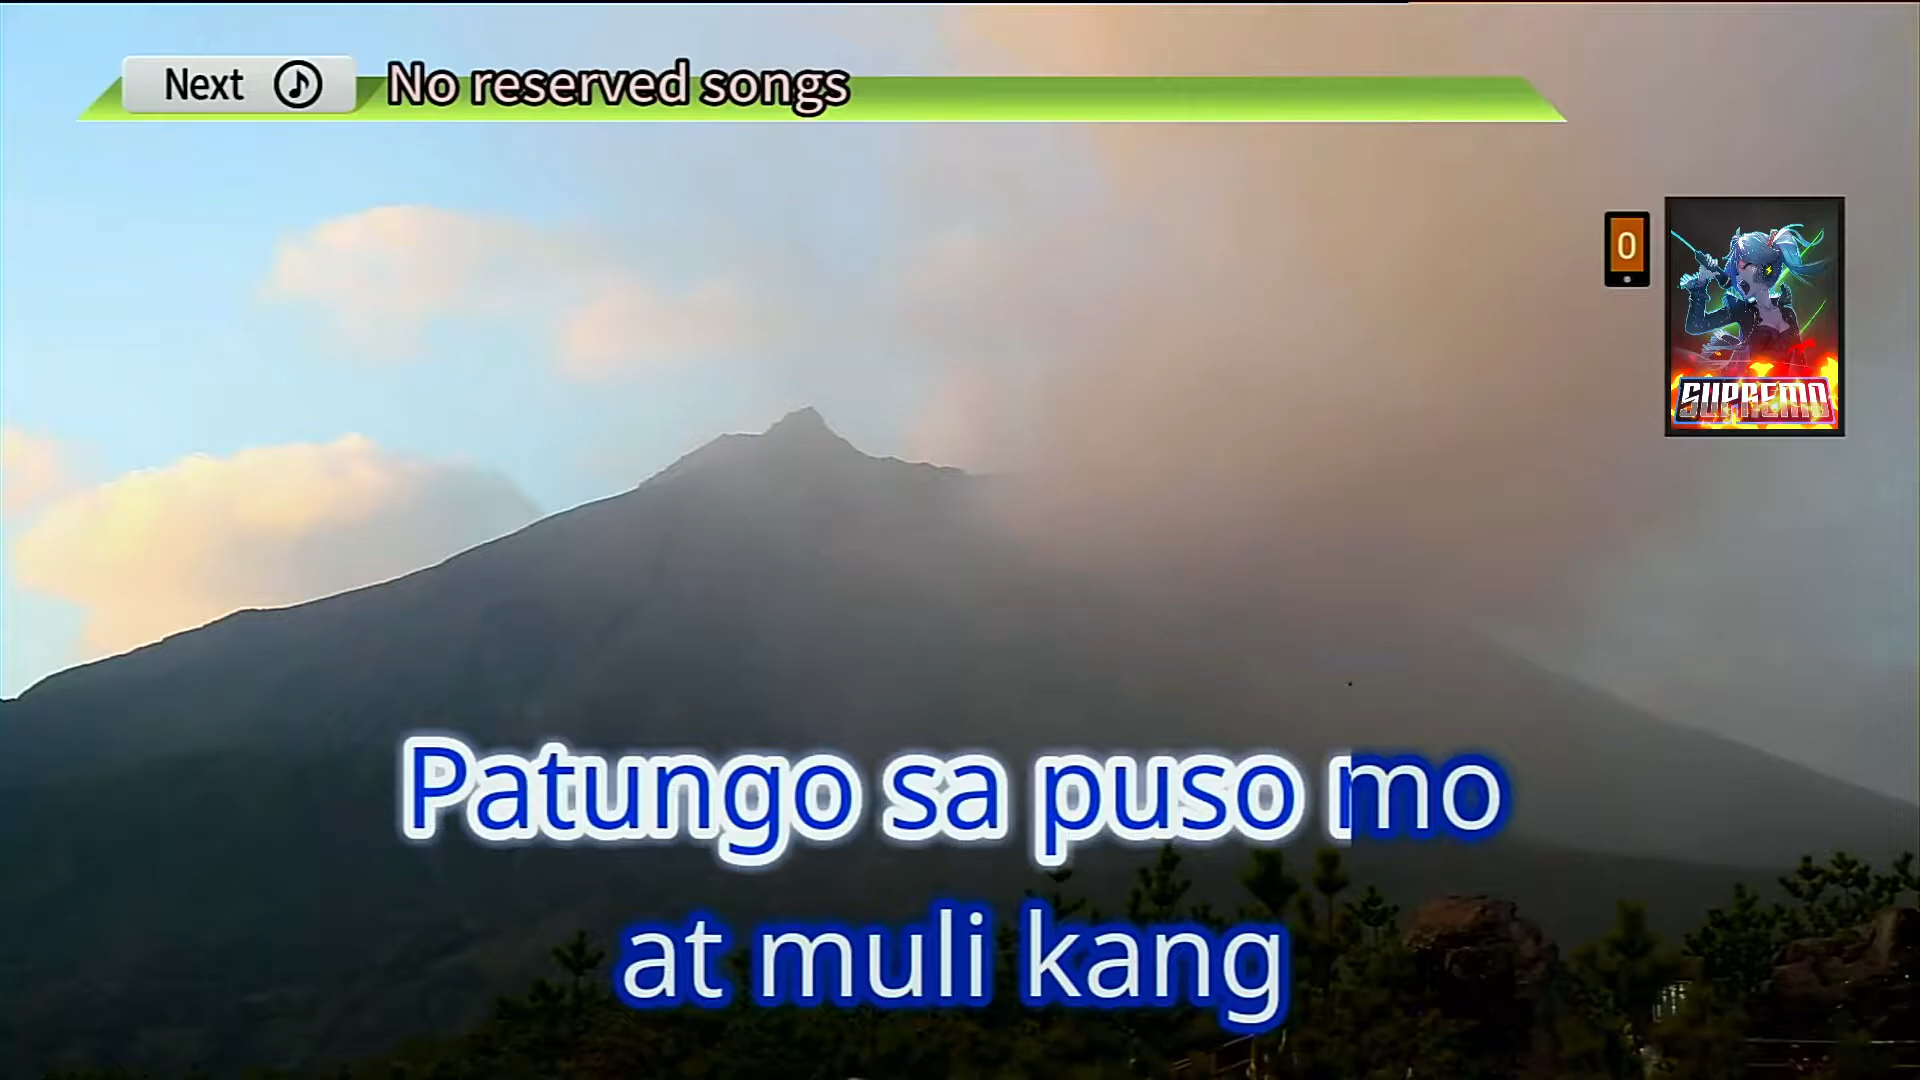 Next No reserved songs
0
SUPREMO
Patungo sa puso mo
at muli kang